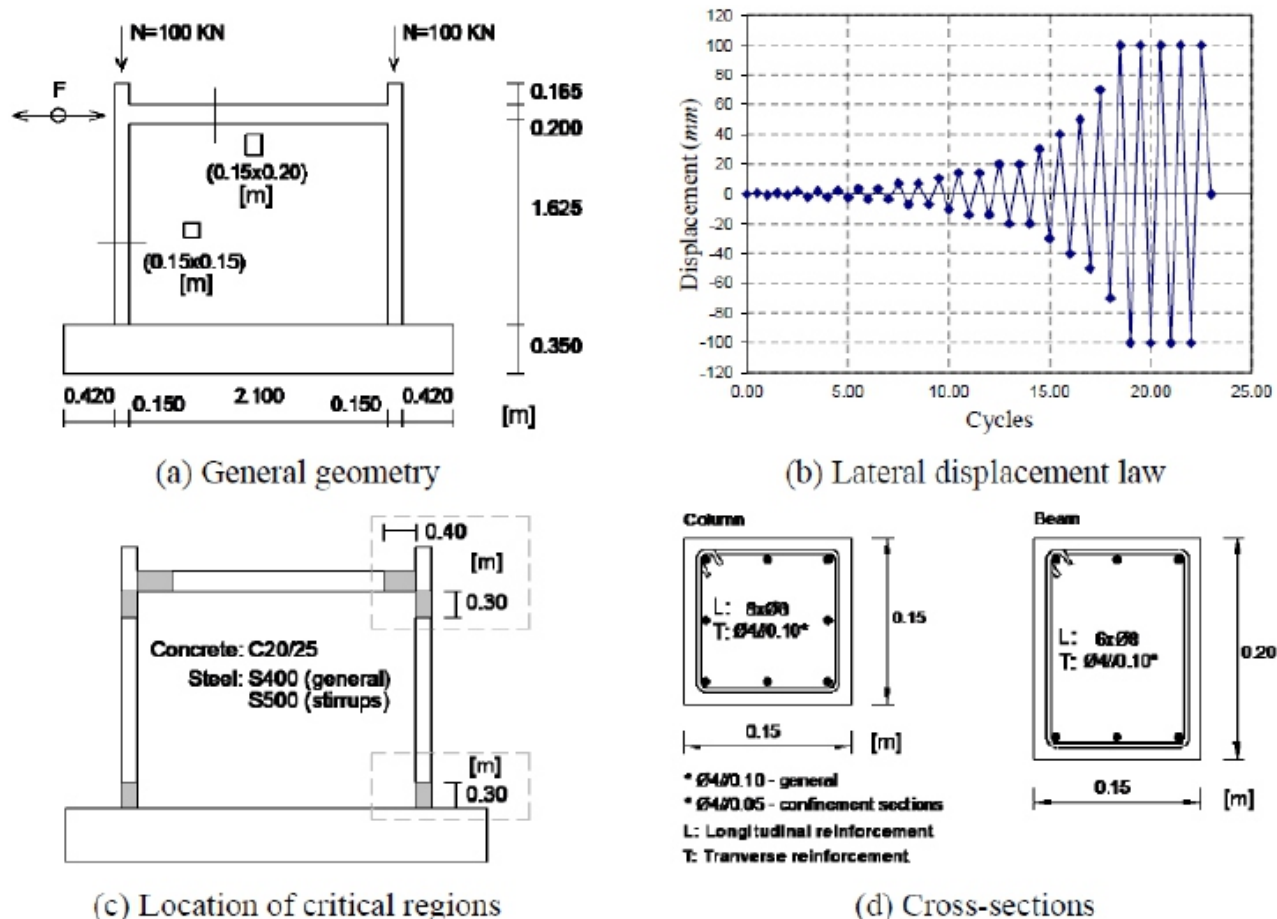 N=100 KN
N=100 KN
F
0.165
0.200
(0.15x0.20)
[m]
1.625
(0.15x0.15)
[m]
0.350
0.420
0.150
2.100
0.150
0.420
[m]
(a) General geometry
Displacement (mm)
120
100
80
60
40
20
0
-20
-40
-60
-80
-100
-120
0.00
5.00
10.00
15.00
20.00
25.00
Cycles
(b) Lateral displacement law
0.40
[m]
0.30
Concrete: C20/25
Steel: S400 (general)
S500 (stirrups)
[m]
0.30
(c) Location of critical regions
Column
L: 8xØ8
T: Ø4//0.10*
0.15
0.15
[m]
Beam
L: 6xØ8
T: Ø4//0.10*
0.20
0.15
[m]
* Ø4//0.10 - general
* Ø4//0.05 - confinement sections
L: Longitudinal reinforcement
T: Tranverse reinforcement
(d) Cross-sections